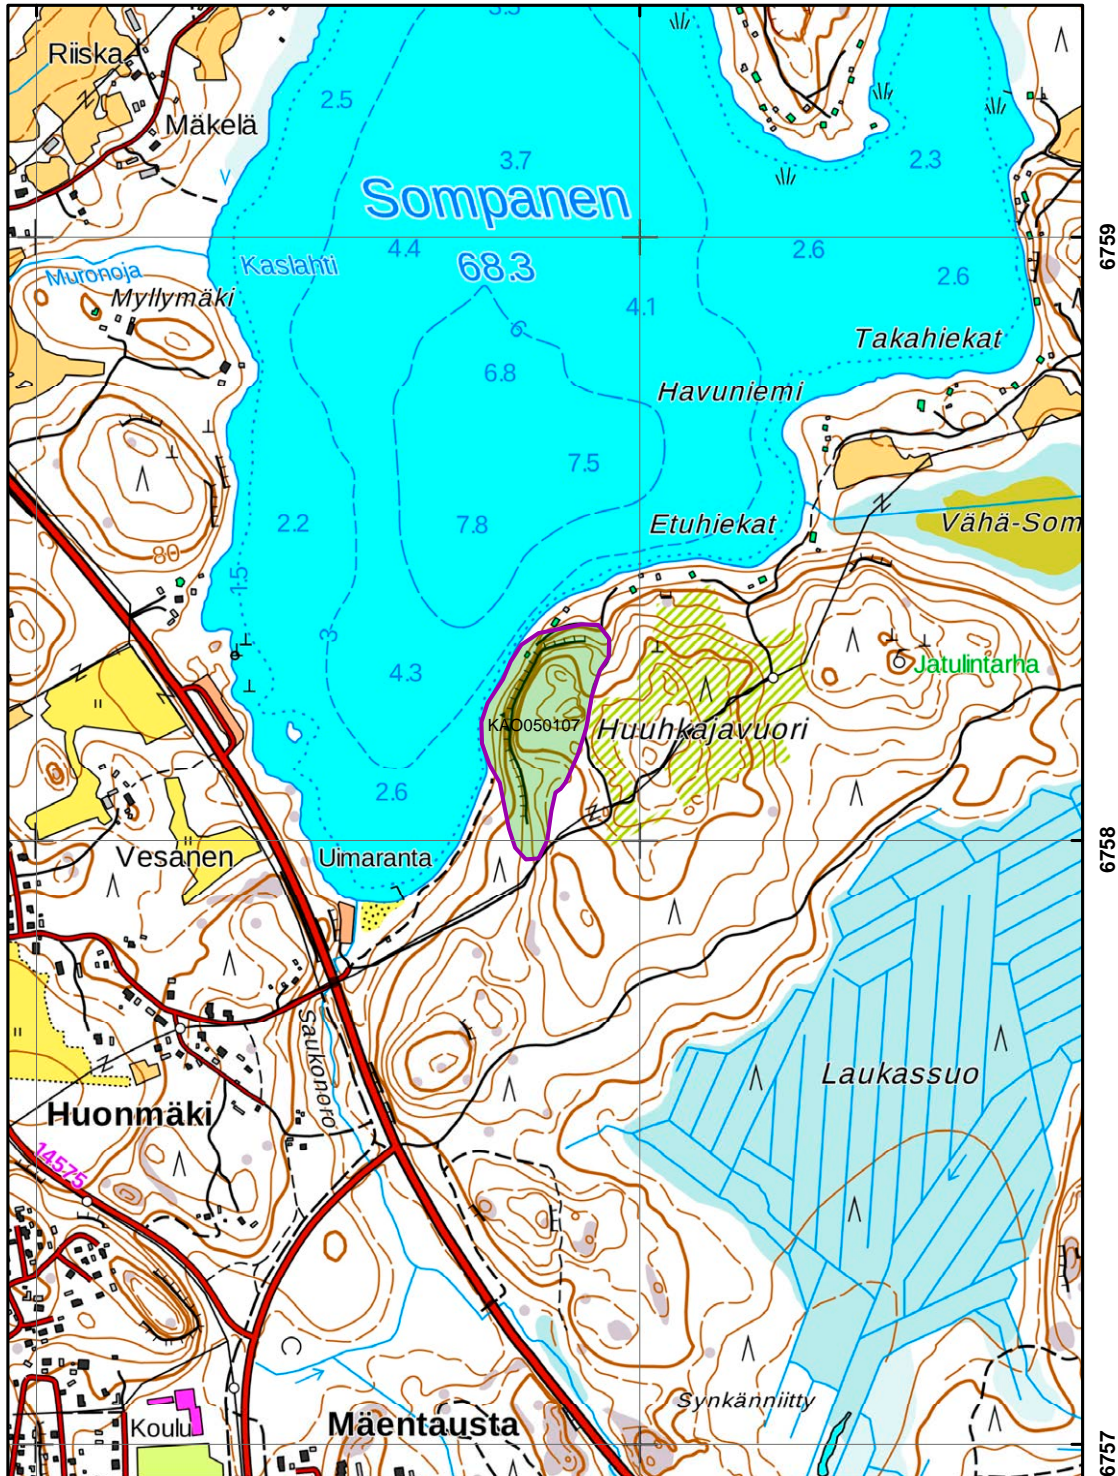 3.3
Riiska
2.5
Mäkelä
3.7
2.3
Sompanen
4.4
2.6
6759
Kaslahti
68.3
Muronoja
2.6
Myllymäki
4.1
6
Takahiekat
6.8
Havuniemi
7.5
2.2
7.8
Etuhiekat
Vähä-Som
80
1.5
3
4.3
Jatulintarha
KAO050107
Huuhkajavuori
2.6
Vesanen
Uimaranta
6758
Saukonoro
Laukassuo
Huonmäki
14575
Synkänniitty
Koulu
Mäentausta
6757